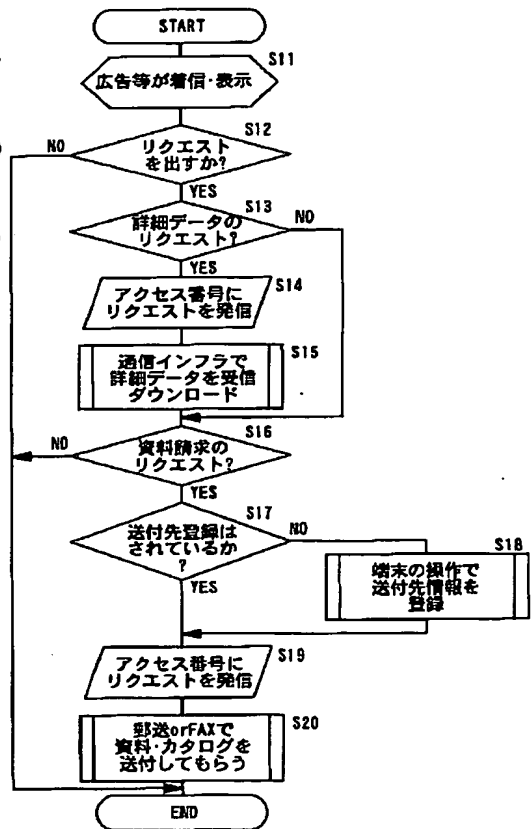 START
S11
広告等が着信・表示
S12
NO
リクエスト
を出すか?
YES
S13
詳細データの
リクエスト?
NO
YES
S14
アクセス番号に
リクエストを発信
S15
通信インフラで
詳細データを受信
ダウンロード
S16
NO
資料請求の
リクエスト?
YES
S17
送付先登録は
されているか
?
NO
YES
S18
端末の操作で
送付先情報を
登録
S19
アクセス番号に
リクエストを発信
S20
郵送orFAXで
資料・カタログを
送付してもらう
END